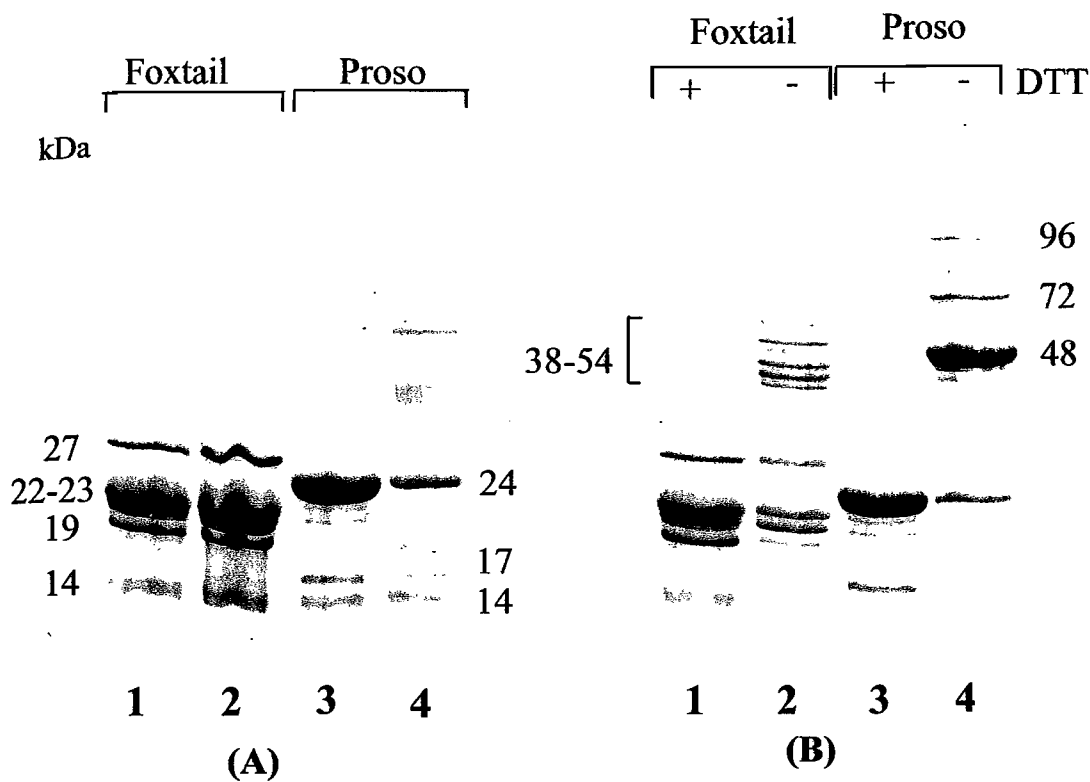 Foxtail Proso
kDa
27
22-23
19
14
24
17
14
1 2 3 4
(A)
Foxtail Proso
+ - + - DTT
96
72
48
38-54
1 2 3 4
(B)